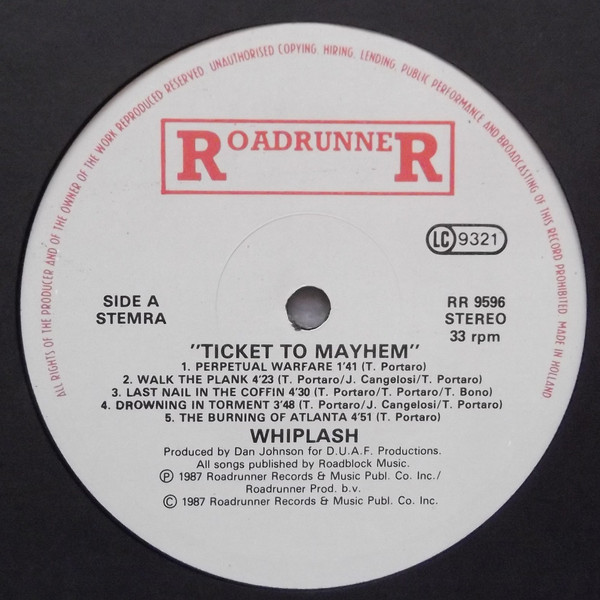 ALL RIGHTS OF THE PRODUCER AND OF THE OWNER OF THE WORK REPRODUCED RESERVED. UNAUTHORISED COPYING, HIRING, LENDING, PUBLIC PERFORMANCE AND BROADCASTING OF THIS RECORD PROHIBITED. MADE IN HOLLAND
ROADRUNNER
LC 9321
SIDE A
STEMRA
RR 9596
STEREO
33 rpm
"TICKET TO MAYHEM"
1. PERPETUAL WARFARE 1'41 (T. Portaro)
2. WALK THE PLANK 4'23 (T. Portaro/J. Cangelosi/T. Portaro)
3. LAST NAIL IN THE COFFIN 4'30 (T. Portaro/T. Portaro/T. Bono)
4. DROWNING IN TORMENT 3'48 (T. Portaro/J. Cangelosi/T. Portaro)
5. THE BURNING OF ATLANTA 4'51 (T. Portaro)
WHIPLASH
Produced by Dan Johnson for D.U.A.F. Productions.
All songs published by Roadblock Music.
Ⓟ 1987 Roadrunner Records & Music Publ. Co. Inc./
Roadrunner Prod. b.v.
© 1987 Roadrunner Records & Music Publ. Co. Inc.